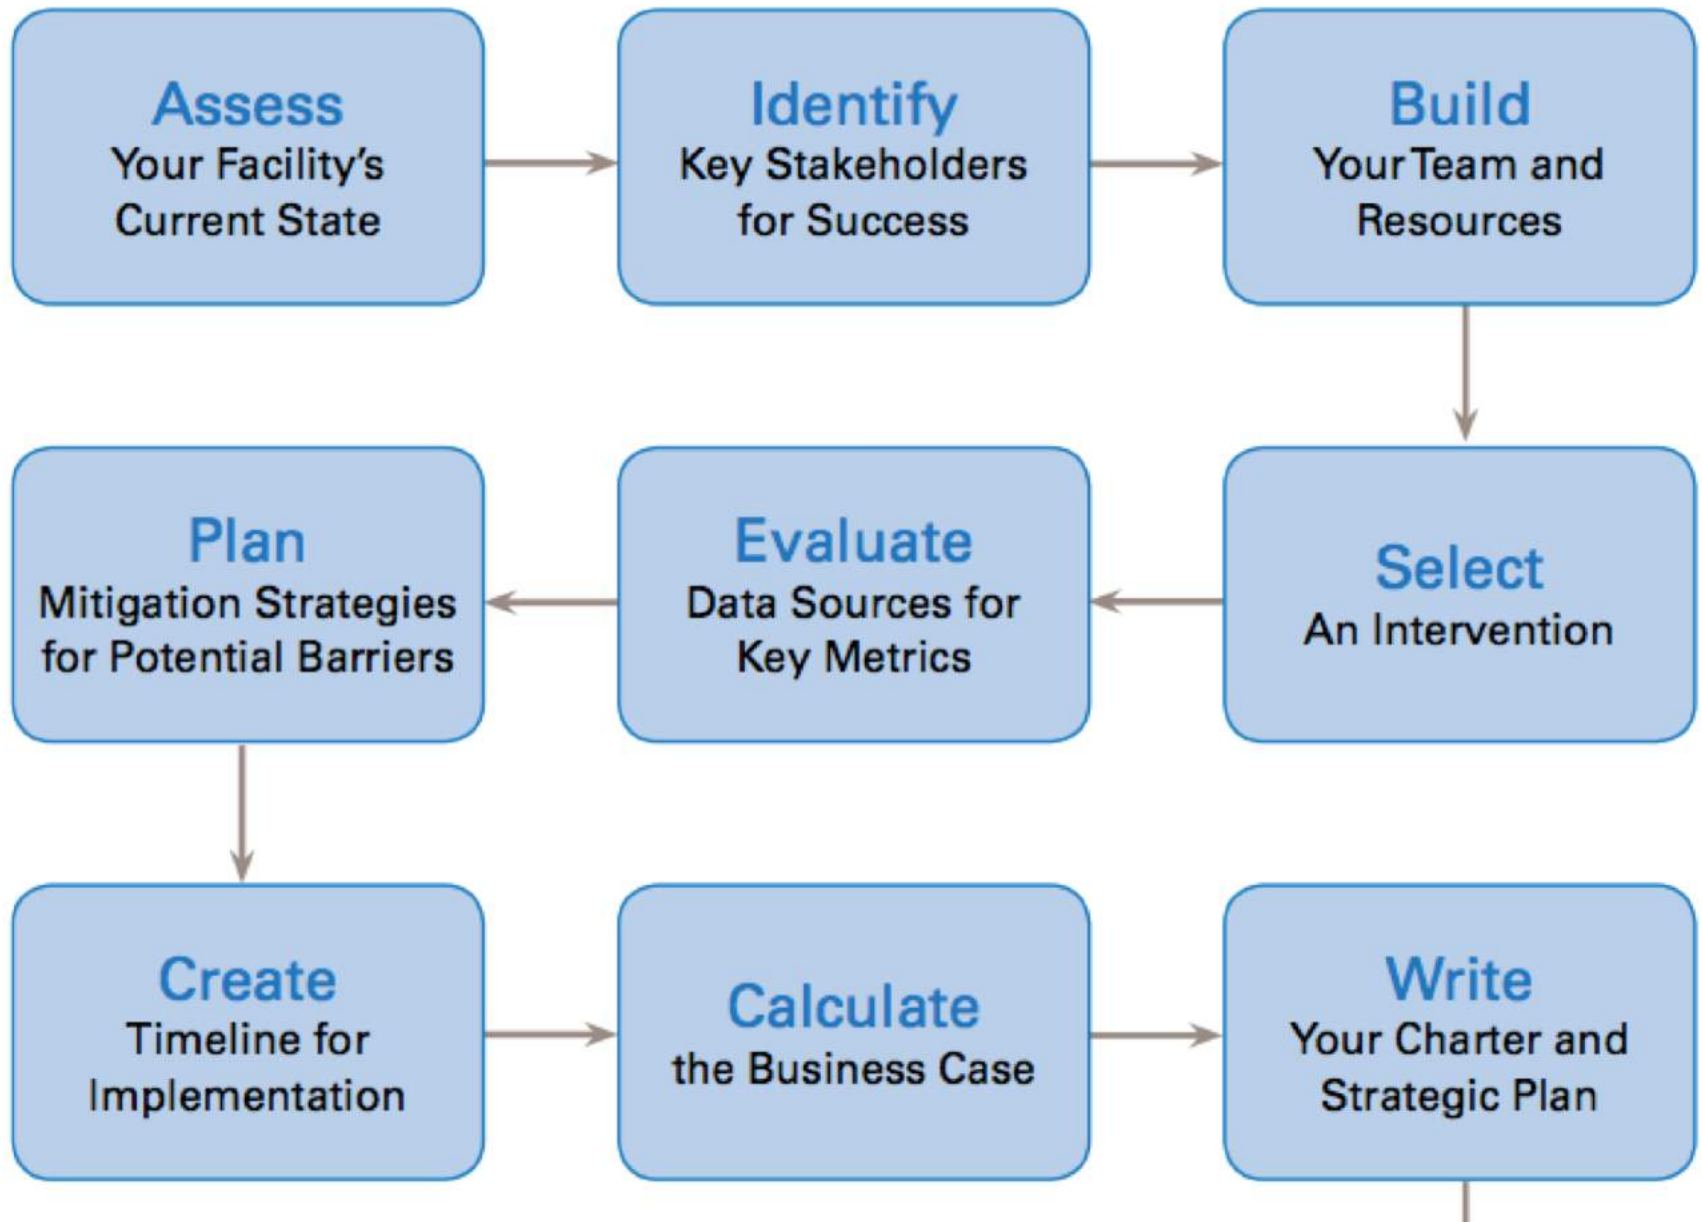 Assess
Your Facility's
Current State
Identify
Key Stakeholders
for Success
Build
Your Team and
Resources
Plan
Mitigation Strategies
for Potential Barriers
Evaluate
Data Sources for
Key Metrics
Select
An Intervention
Create
Timeline for
Implementation
Calculate
the Business Case
Write
Your Charter and
Strategic Plan